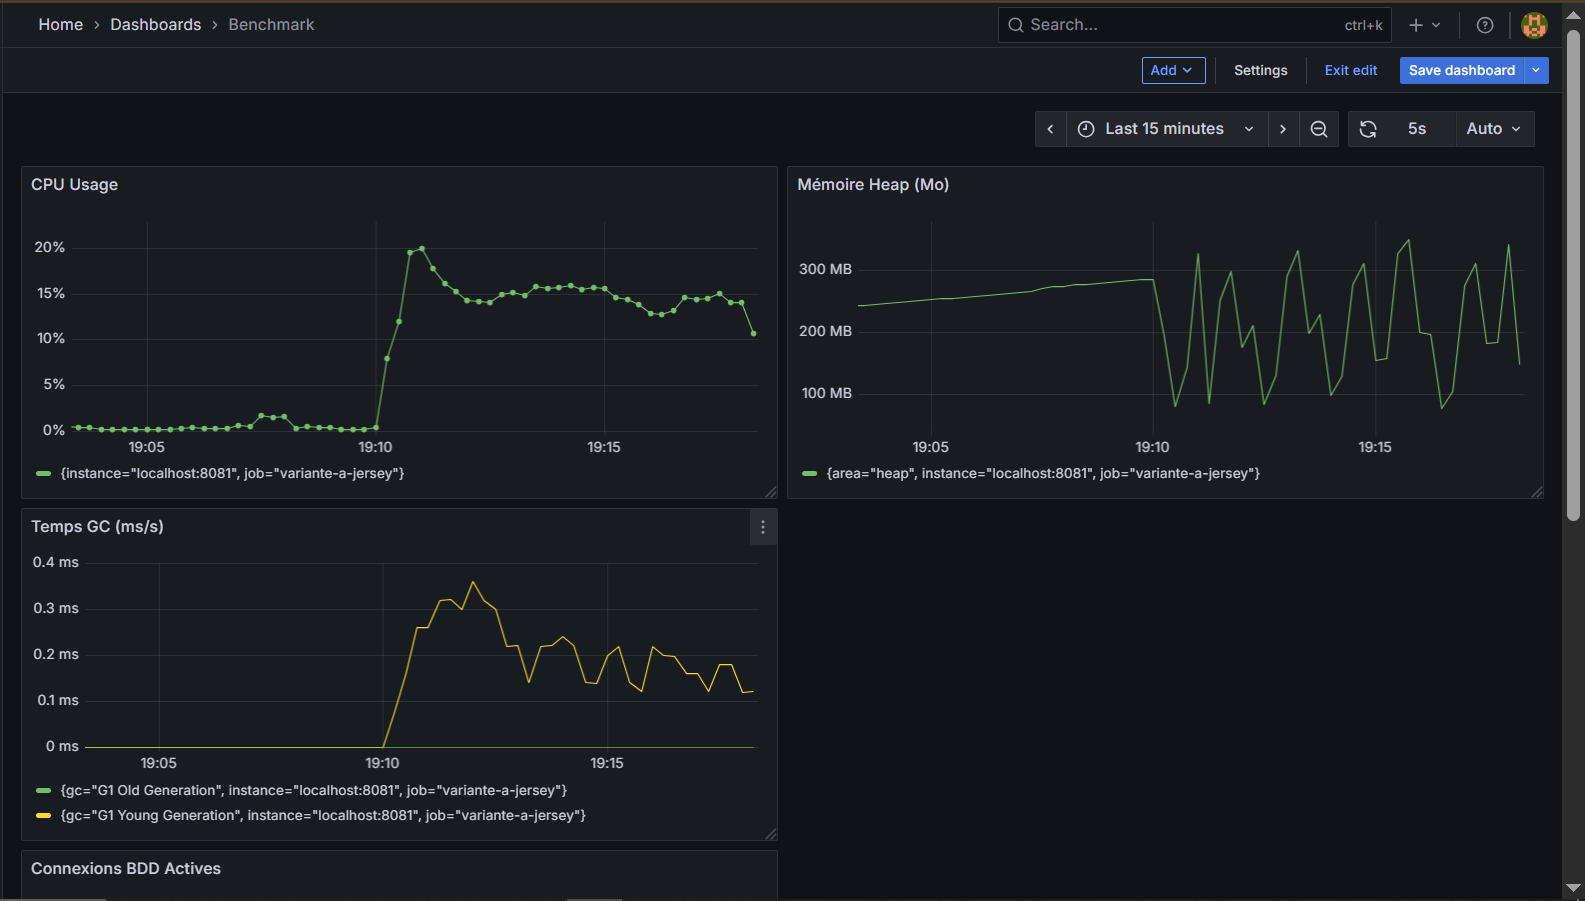 Home > Dashboards > Benchmark
Search... ctrl+k
Add Settings Exit edit Save dashboard
Last 15 minutes 5s Auto
CPU Usage
20%
15%
10%
5%
0%
19:05 19:10 19:15
{instance="localhost:8081", job="variante-a-jersey"}
Mémoire Heap (Mo)
300 MB
200 MB
100 MB
19:05 19:10 19:15
{area="heap", instance="localhost:8081", job="variante-a-jersey"}
Temps GC (ms/s)
0.4 ms
0.3 ms
0.2 ms
0.1 ms
0 ms
19:05 19:10 19:15
{gc="G1 Old Generation", instance="localhost:8081", job="variante-a-jersey"}
{gc="G1 Young Generation", instance="localhost:8081", job="variante-a-jersey"}
Connexions BDD Actives